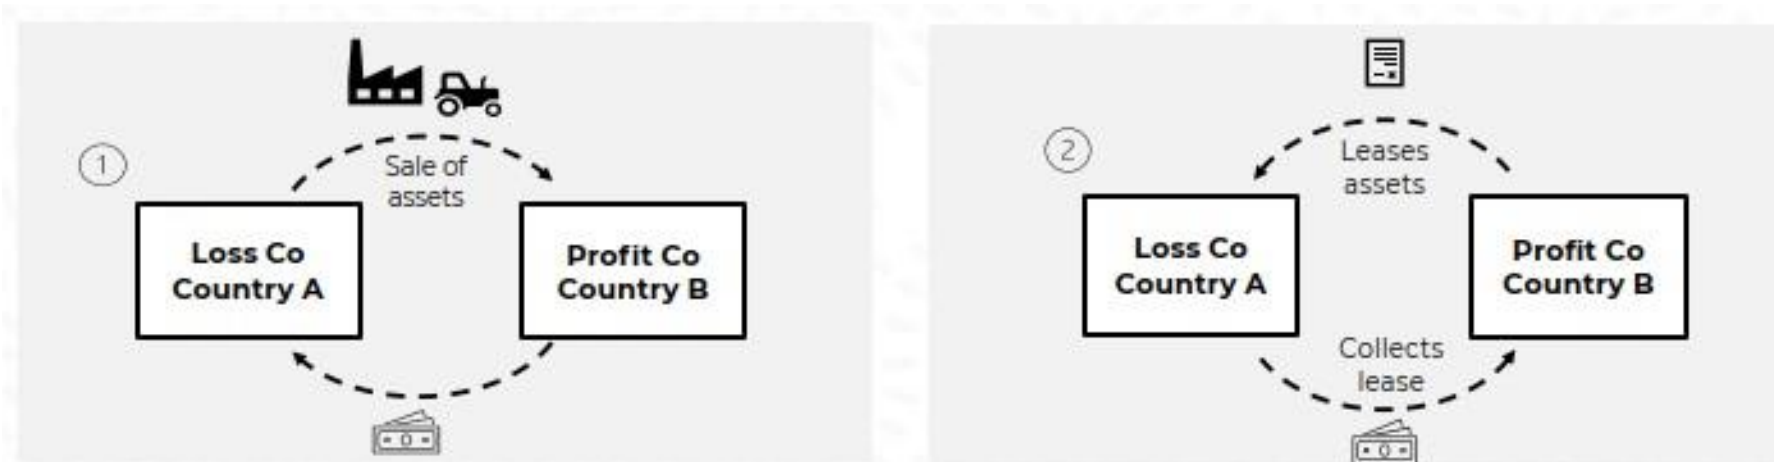 1
Sale of
assets
Loss Co
Country A
Profit Co
Country B
2
Leases
assets
Loss Co
Country A
Profit Co
Country B
Collects
lease